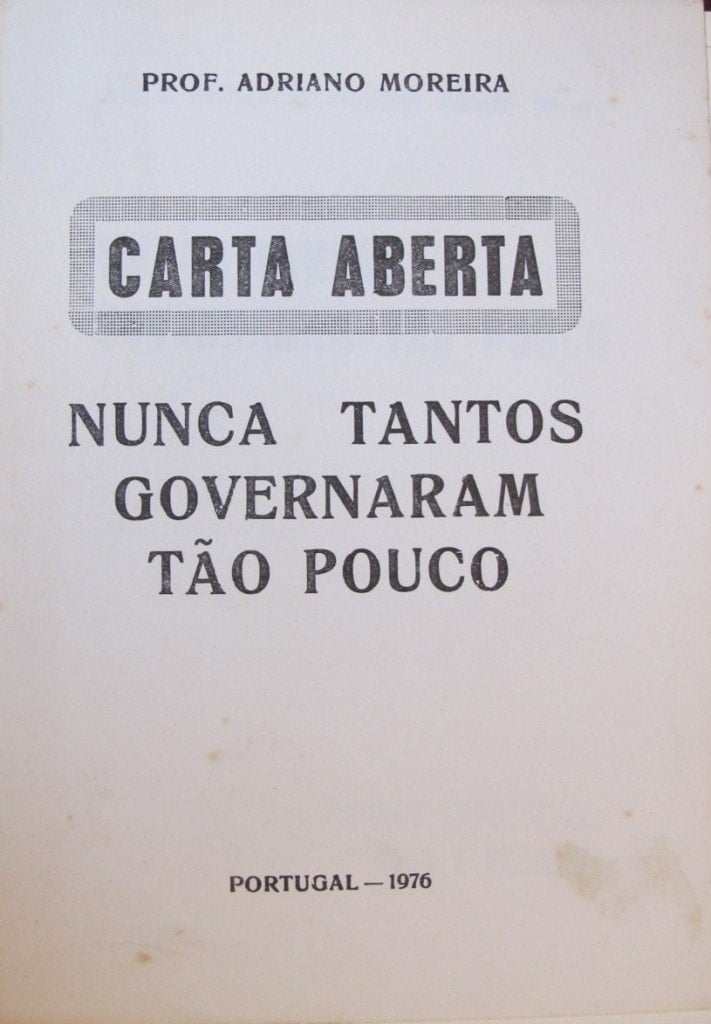 PROF. ADRIANO MOREIRA
CARTA ABERTA
NUNCA TANTOS
GOVERNARAM
TÃO POUCO
PORTUGAL — 1976